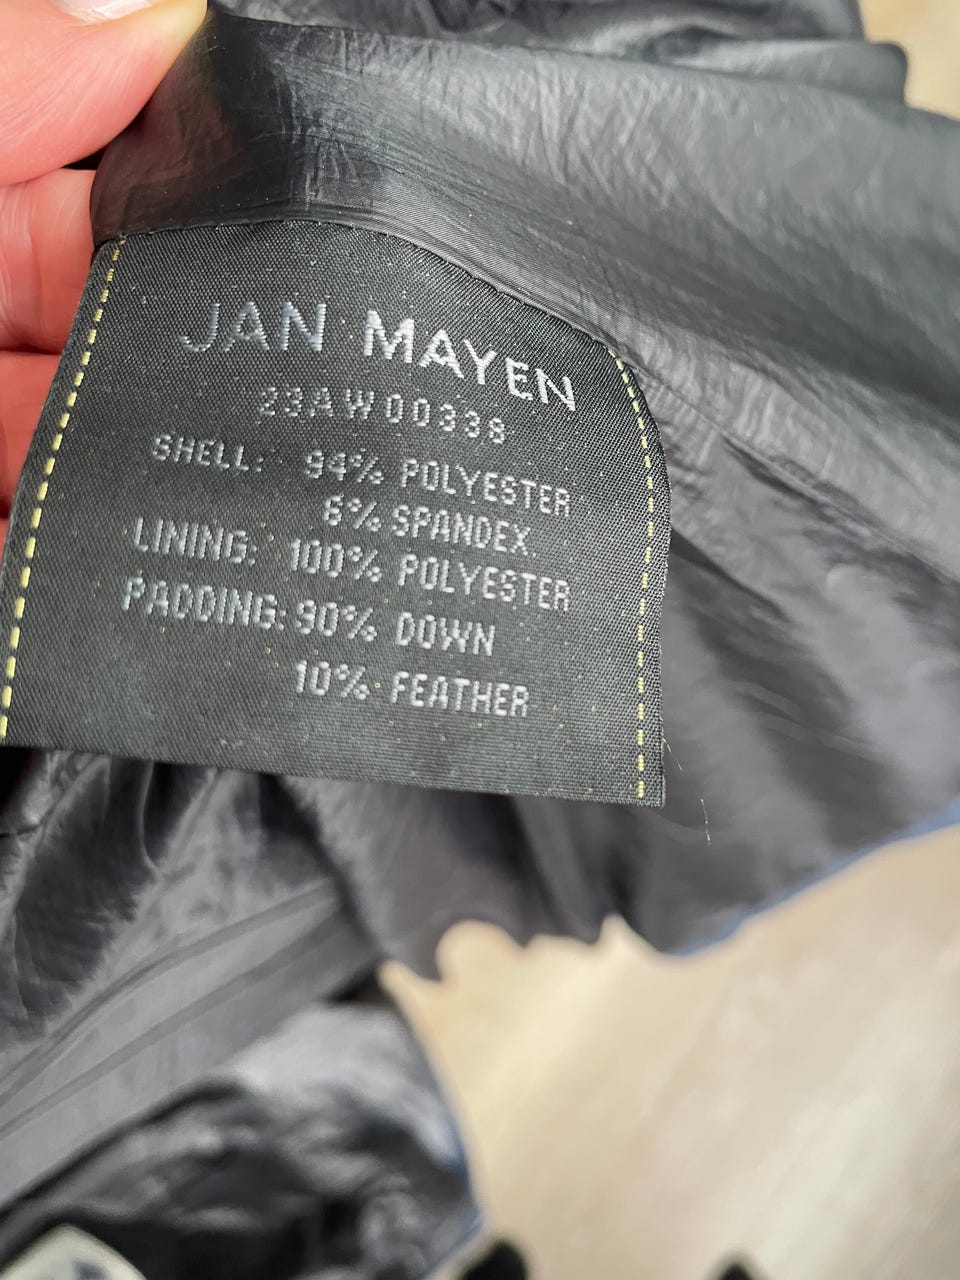 JAN MAYEN
23AW00338
SHELL: 94% POLYESTER
6% SPANDEX
LINING: 100% POLYESTER
PADDING: 90% DOWN
10% FEATHER